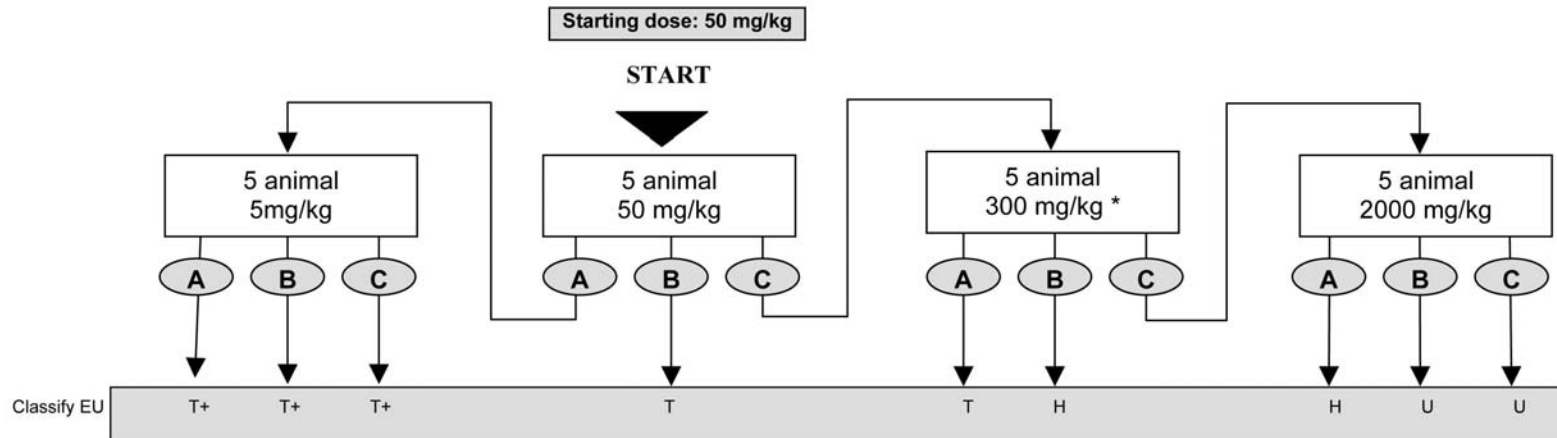 Starting dose: 50 mg/kg
START
5 animal
5mg/kg
5 animal
50 mg/kg
5 animal
300 mg/kg *
5 animal
2000 mg/kg
A
B
C
A
B
C
A
B
C
A
B
C
Classify EU
T+
T+
T+
T
T
H
H
U
U